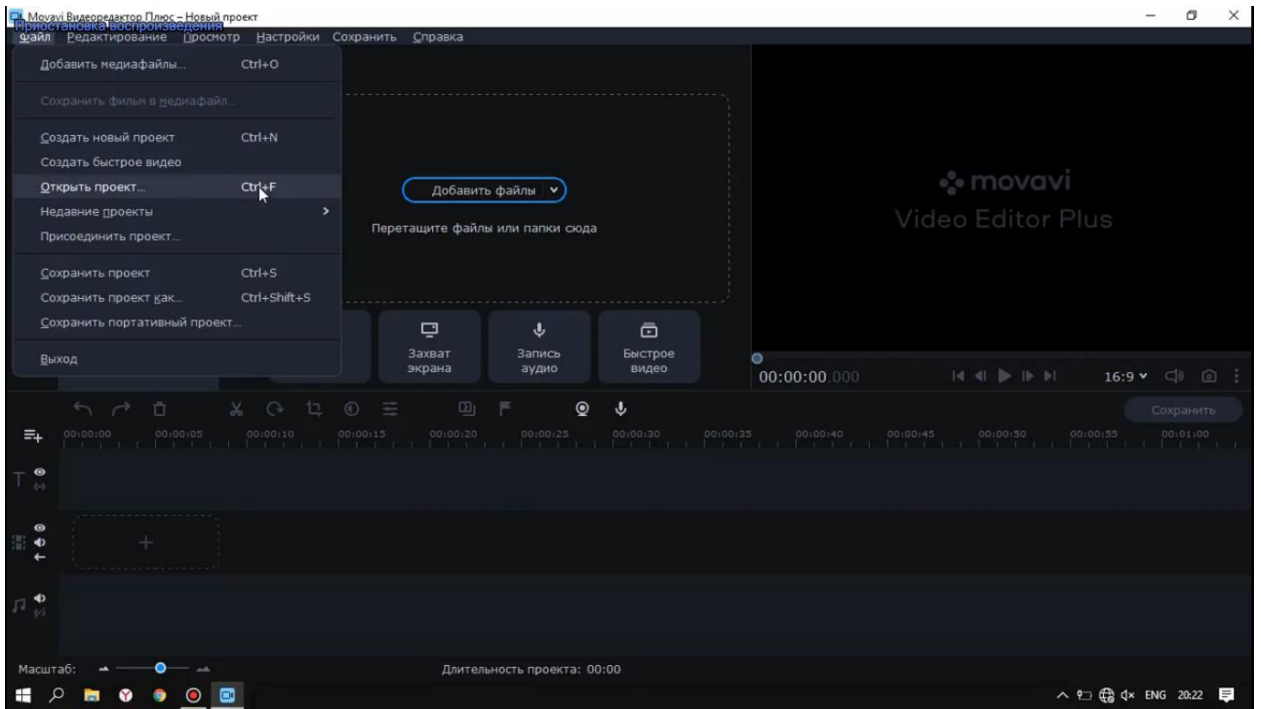 Movavi Видеоредактор Плюс – Новый проект
Приостановка воспроизведения
Файл Редактирование Просмотр Настройки Сохранить Справка
Добавить медиафайлы... Ctrl+O
Сохранить фильм в медиафайл...
Создать новый проект Ctrl+N
Создать быстрое видео
Открыть проект... Ctrl+F
Недавние проекты
Присоединить проект...
Сохранить проект Ctrl+S
Сохранить проект как... Ctrl+Shift+S
Сохранить портативный проект...
Выход
Добавить файлы
Перетащите файлы или папки сюда
Захват
экрана
Запись
аудио
Быстрое
видео
movavi
Video Editor Plus
00:00:00.000 16:9
Сохранить
00:00:00 00:00:05 00:00:10 00:00:15 00:00:20 00:00:25 00:00:30 00:00:35 00:00:40 00:00:45 00:00:50 00:00:55 00:01:00
Масштаб: Длительность проекта: 00:00
ENG 20:22